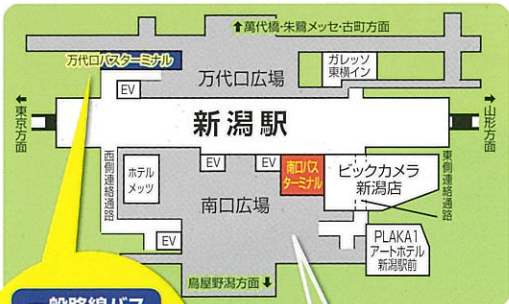 ↑萬代橋・朱鷺メッセ・古町方面
万代口バスターミナル
EV
万代口広場
ガレッソ
東横イン
←東京方面
新潟駅
→山形方面
西側連絡通路
ホテル
メッツ
EV
EV
南口バス
ターミナル
ビックカメラ
新潟店
東側連絡通路
南口広場
EV
PLAKA1
アートホテル
新潟駅前
鳥屋野潟方面↓
一般路線バス